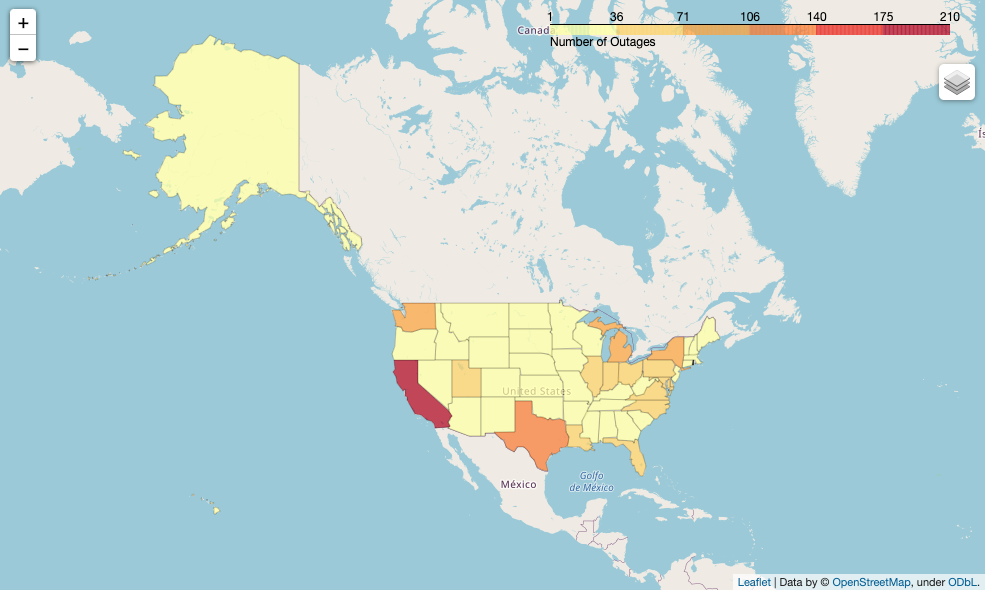 +
−
1 36 71 106 140 175 210
Canad
Number of Outages
Ís
United States
México
Golfo
de México
Leaflet | Data by © OpenStreetMap, under ODbL.